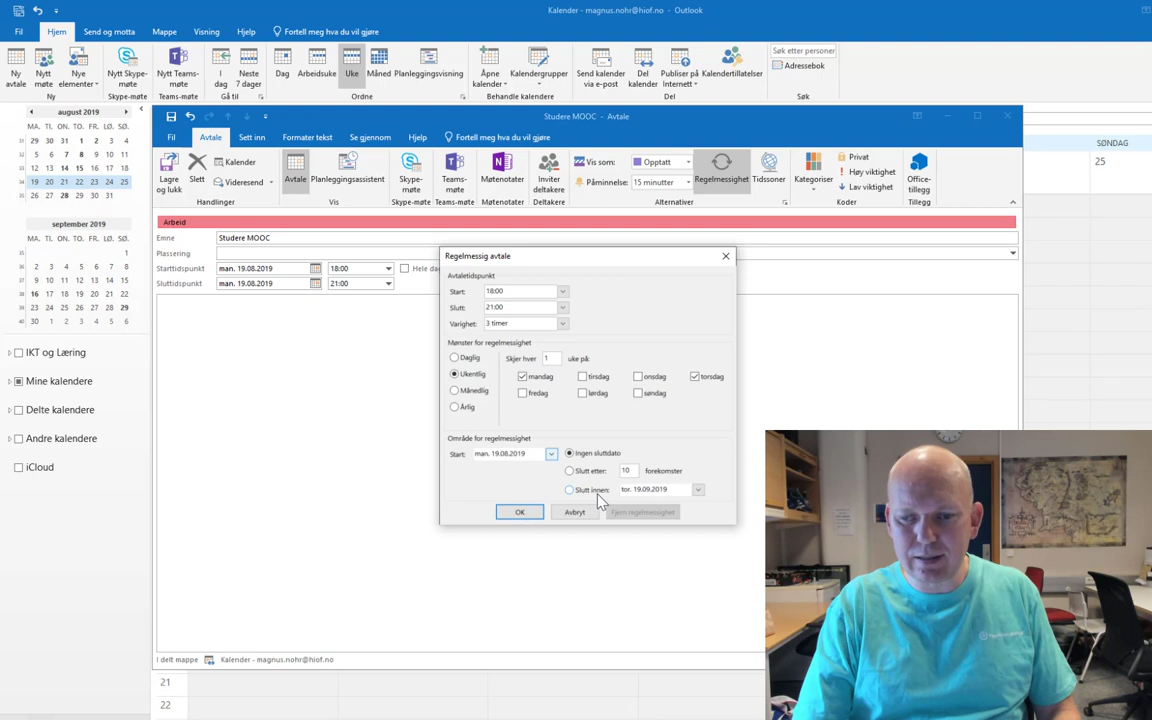 Kalender - magnus.nohr@hiof.no - Outlook
Fil Hjem Send og motta Mappe Visning Hjelp Fortell meg hva du vil gjøre
Ny avtale Nytt møte Nye elementer Nytt Skype-møte Nytt Teams-møte I dag Neste 7 dager Dag Arbeidsuke Uke Måned Planleggingsvisning Åpne kalender Kalendergrupper Send kalender via e-post Del kalender Publiser på Internett Kalendertillatelser Søk etter personer
Adressebok
Ny Skype-møte Teams-møte Gå til Ordne Behandle kalendere Del Søk
august 2019
MA. TI. ON. TO. FR. LØ. SØ.
31 29 30 31 1 2 3 4
32 5 6 7 8 9 10 11
33 12 13 14 15 16 17 18
34 19 20 21 22 23 24 25
35 26 27 28 29 30 31
september 2019
MA. TI. ON. TO. FR. LØ. SØ.
35 1
36 2 3 4 5 6 7 8
37 9 10 11 12 13 14 15
38 16 17 18 19 20 21 22
39 23 24 25 26 27 28 29
40 30 1 2 3 4 5 6
IKT og Læring
Mine kalendere
Delte kalendere
Andre kalendere
iCloud
SØNDAG
25
Studere MOOC - Avtale
Fil Avtale Sett inn Formater tekst Se gjennom Hjelp Fortell meg hva du vil gjøre
Lagre og lukk Slett Kalender Videresend Avtale Planleggingsassistent Skype-møte Teams-møte Møtenotater Inviter deltakere Vis som: Opptatt Påminnelse: 15 minutter Regelmessighet Tidssoner Kategoriser Privat Høy viktighet Lav viktighet Office-tillegg
Handlinger Vis Skype-møte Teams-møte Møtenotater Deltakere Alternativer Koder Tillegg
Arbeid
Emne Studere MOOC
Plassering
Starttidspunkt man. 19.08.2019 18:00 Hele da
Sluttidspunkt man. 19.08.2019 21:00
Regelmessig avtale
Avtaletidspunkt
Start: 18:00
Slutt: 21:00
Varighet: 3 timer
Mønster for regelmessighet
Daglig Skjer hver 1 uke på:
Ukentlig mandag tirsdag onsdag torsdag
Månedlig fredag lørdag søndag
Årlig
Område for regelmessighet
Start: man. 19.08.2019 Ingen sluttdato
Slutt etter: 10 forekomster
Slutt innen: tor. 19.09.2019
OK Avbryt Fjern regelmessighet
I delt mappe Kalender - magnus.nohr@hiof.no
21
22